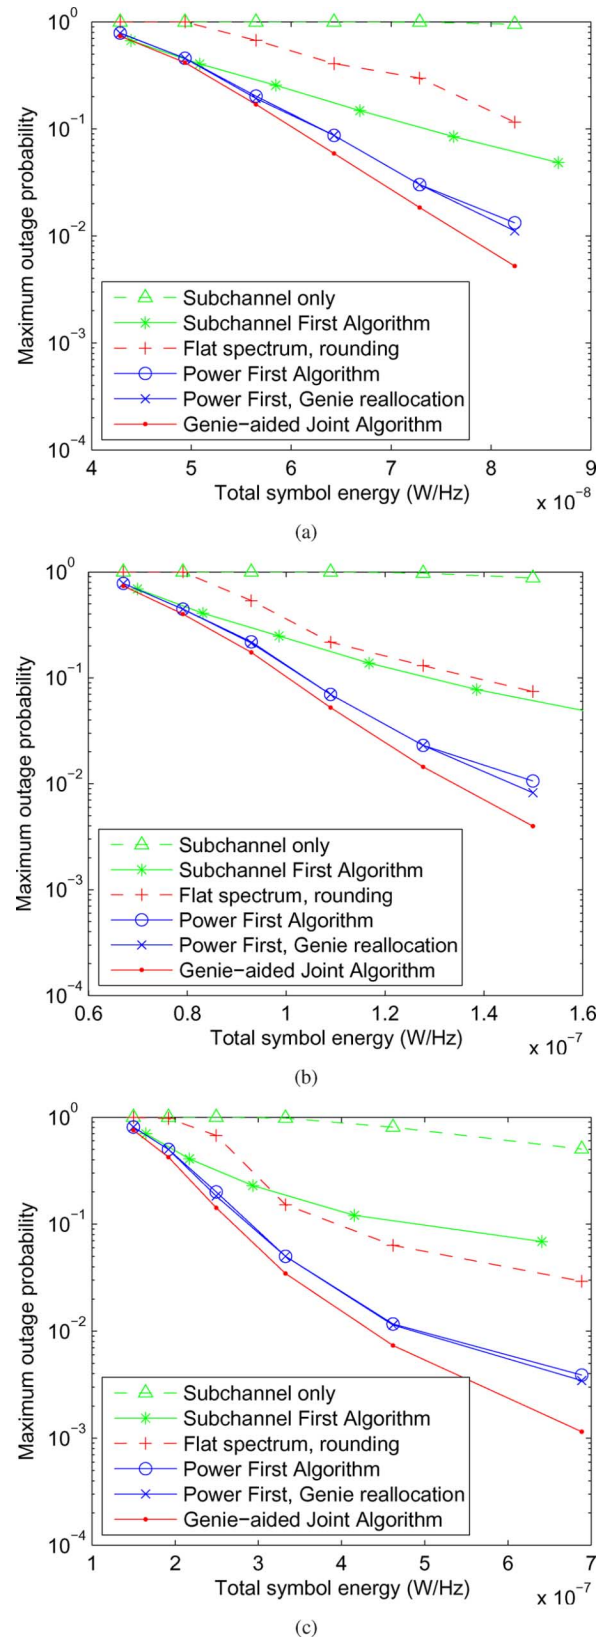 10^0
10^-1
10^-2
10^-3
10^-4
Maximum outage probability
Subchannel only
Subchannel First Algorithm
Flat spectrum, rounding
Power First Algorithm
Power First, Genie reallocation
Genie-aided Joint Algorithm
4 5 6 7 8 9
Total symbol energy (W/Hz)
x 10^-8
(a)
10^0
10^-1
10^-2
10^-3
10^-4
Maximum outage probability
Subchannel only
Subchannel First Algorithm
Flat spectrum, rounding
Power First Algorithm
Power First, Genie reallocation
Genie-aided Joint Algorithm
0.6 0.8 1 1.2 1.4 1.6
Total symbol energy (W/Hz)
x 10^-7
(b)
10^0
10^-1
10^-2
10^-3
10^-4
Maximum outage probability
Subchannel only
Subchannel First Algorithm
Flat spectrum, rounding
Power First Algorithm
Power First, Genie reallocation
Genie-aided Joint Algorithm
1 2 3 4 5 6 7
Total symbol energy (W/Hz)
x 10^-7
(c)